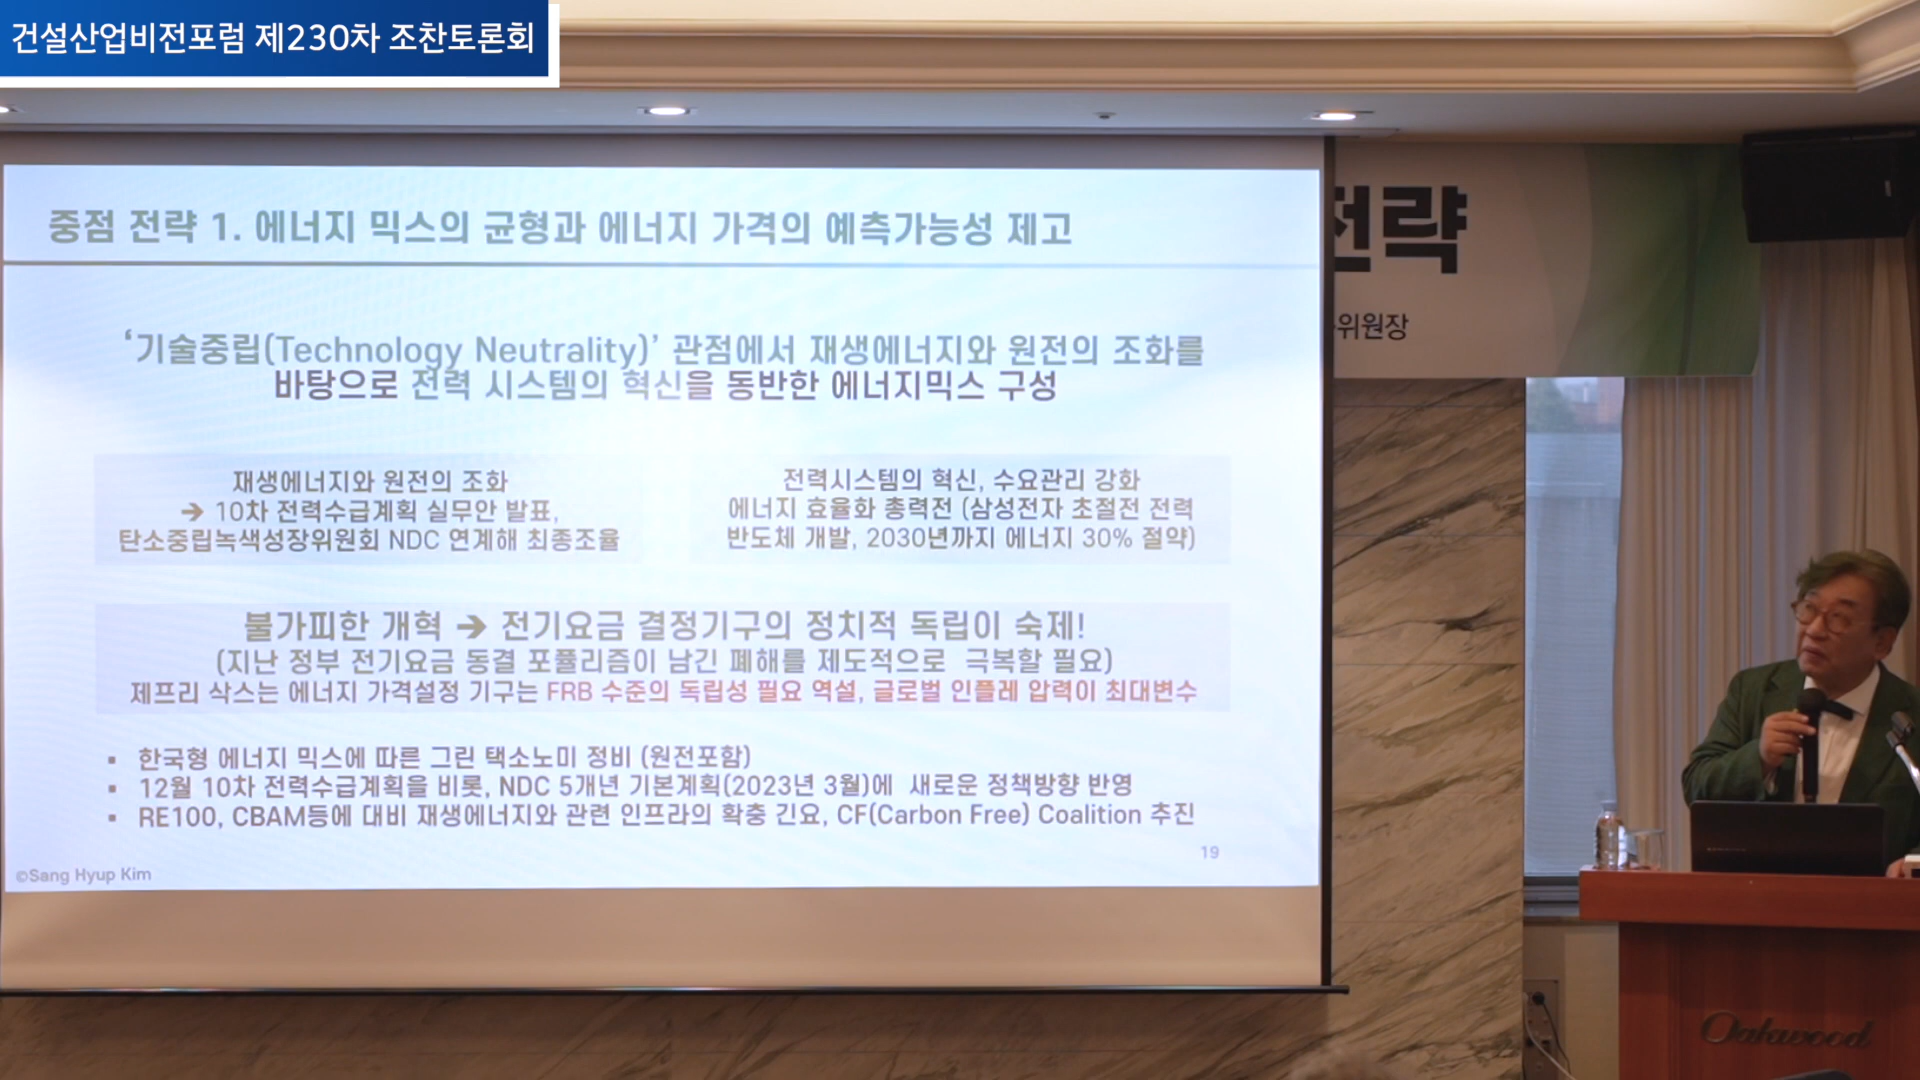 건설산업비전포럼 제230차 조찬토론회
전략
위원장
중점 전략 1. 에너지 믹스의 균형과 에너지 가격의 예측가능성 제고
‘기술중립(Technology Neutrality)’ 관점에서 재생에너지와 원전의 조화를
바탕으로 전력 시스템의 혁신을 동반한 에너지믹스 구성
재생에너지와 원전의 조화
➔ 10차 전력수급계획 실무안 발표,
탄소중립녹색성장위원회 NDC 연계해 최종조율
전력시스템의 혁신, 수요관리 강화
에너지 효율화 총력전 (삼성전자 초절전 전력
반도체 개발, 2030년까지 에너지 30% 절약)
불가피한 개혁 ➔ 전기요금 결정기구의 정치적 독립이 숙제!
(지난 정부 전기요금 동결 포퓰리즘이 남긴 폐해를 제도적으로 극복할 필요)
제프리 삭스는 에너지 가격설정 기구는 FRB 수준의 독립성 필요 역설, 글로벌 인플레 압력이 최대변수
▪ 한국형 에너지 믹스에 따른 그린 택소노미 정비 (원전포함)
▪ 12월 10차 전력수급계획을 비롯, NDC 5개년 기본계획(2023년 3월)에 새로운 정책방향 반영
▪ RE100, CBAM등에 대비 재생에너지와 관련 인프라의 확충 긴요, CF(Carbon Free) Coalition 추진
19
©Sang Hyup Kim
Oakwood